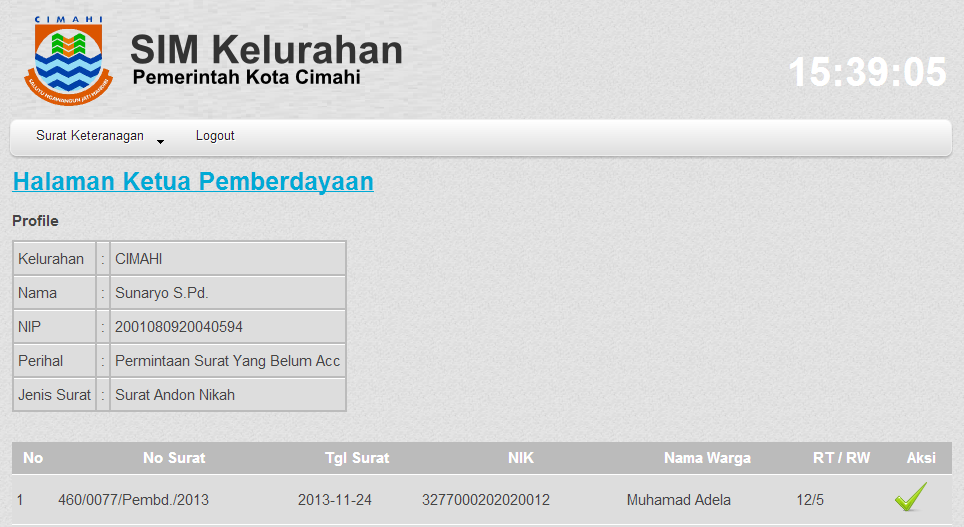 CIMAHI
SIM Kelurahan
Pemerintah Kota Cimahi
15:39:05
Surat Keteranagan Logout
Halaman Ketua Pemberdayaan
Profile
Kelurahan : CIMAHI
Nama : Sunaryo S.Pd.
NIP : 2001080920040594
Perihal : Permintaan Surat Yang Belum Acc
Jenis Surat : Surat Andon Nikah
No No Surat Tgl Surat NIK Nama Warga RT / RW Aksi
1 460/0077/Pembd./2013 2013-11-24 3277000202020012 Muhamad Adela 12/5